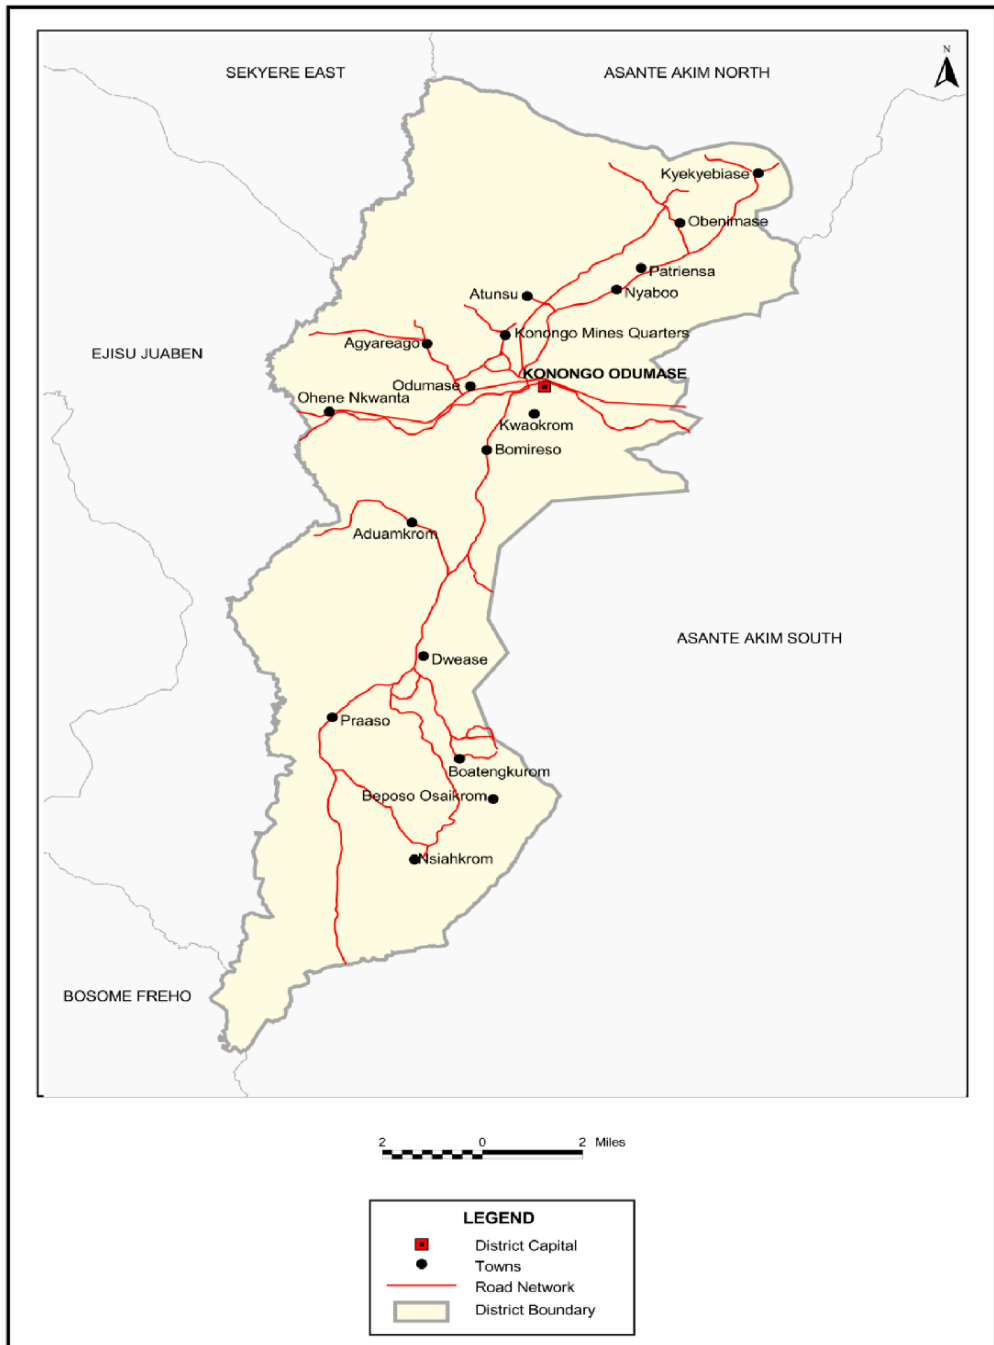 SEKYERE EAST
ASANTE AKIM NORTH
N
Kyekyebiase
Obenimase
Patriensa
Nyaboo
Atunsu
Konongo Mines Quarters
Agyareago
EJISU JUABEN
KONONGO ODUMASE
Odumase
Ohene Nkwanta
Kwaokrom
Bomireso
Aduamkrom
ASANTE AKIM SOUTH
Dwease
Praaso
Boatengkurom
Beposo Osaikrom
Nsiahkrom
BOSOME FREHO
2 0 2 Miles
LEGEND
District Capital
Towns
Road Network
District Boundary